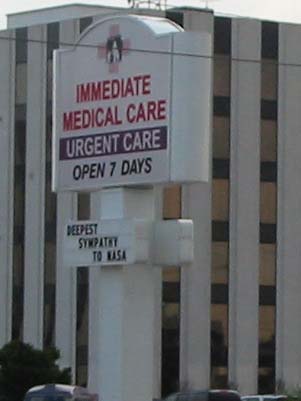 IMMEDIATE
MEDICAL CARE
URGENT CARE
OPEN 7 DAYS
DEEPEST
SYMPATHY
TO NASA